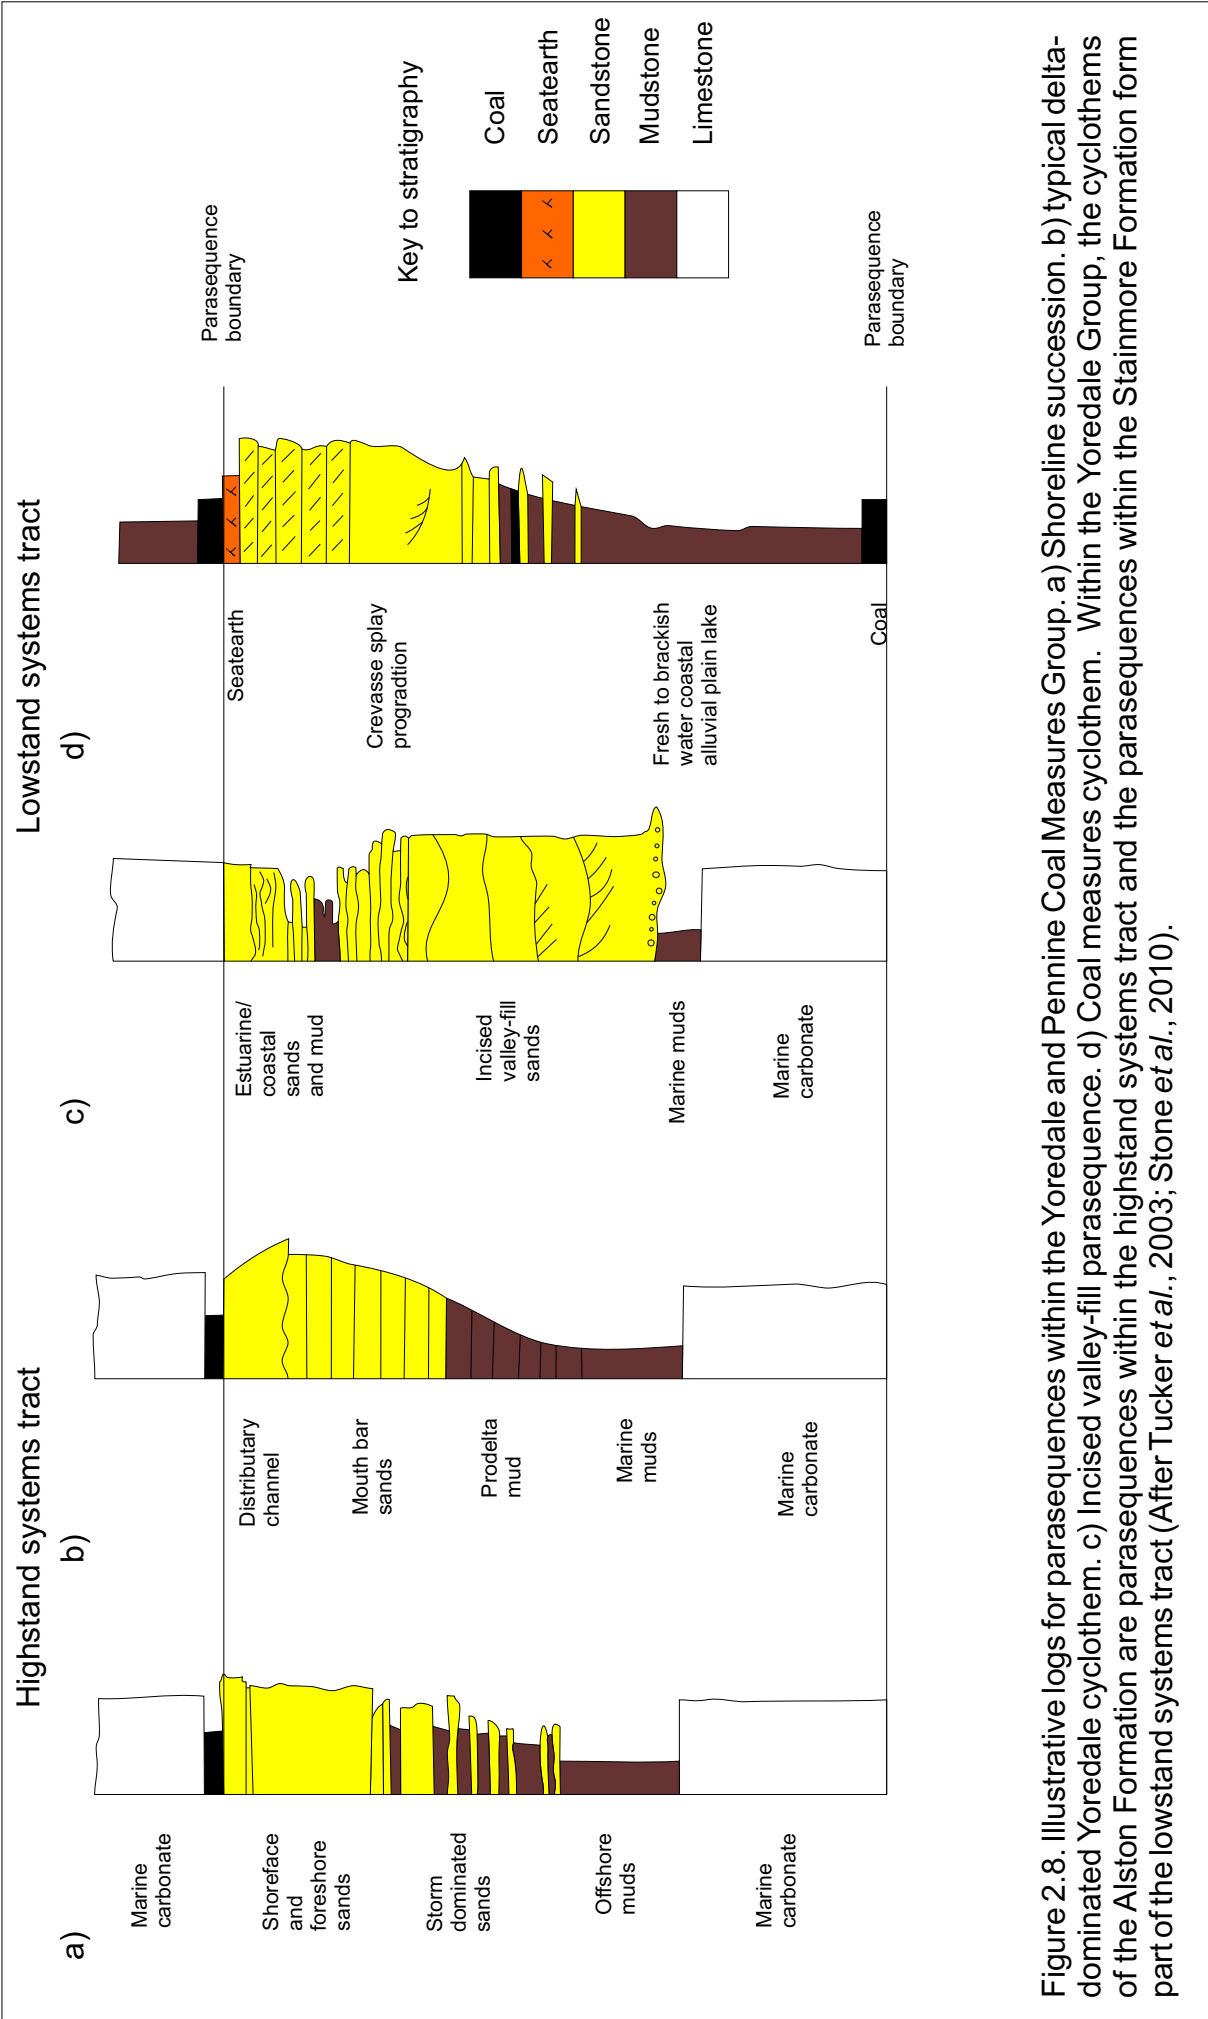 Highstand systems tract
Lowstand systems tract
a)
Marine
carbonate
Shoreface
and
foreshore
sands
Storm
dominated
sands
Offshore
muds
Marine
carbonate
b)
Distributary
channel
Mouth bar
sands
Prodelta
mud
Marine
muds
Marine
carbonate
c)
Estuarine/
coastal
sands
and mud
Incised
valley-fill
sands
Marine muds
Marine
carbonate
d)
Seatearth
Crevasse splay
progradtion
Fresh to brackish
water coastal
alluvial plain lake
Coal
Parasequence
boundary
Parasequence
boundary
Key to stratigraphy
Coal
Seatearth
Sandstone
Mudstone
Limestone
Figure 2.8. Illustrative logs for parasequences within the Yoredale and Pennine Coal Measures Group. a) Shoreline succession. b) typical delta-
dominated Yoredale cyclothem. c) Incised valley-fill parasequence. d) Coal measures cyclothem. Within the Yoredale Group, the cyclothems
of the Alston Formation are parasequences within the highstand systems tract and the parasequences within the Stainmore Formation form
part of the lowstand systems tract (After Tucker et al., 2003; Stone et al., 2010).